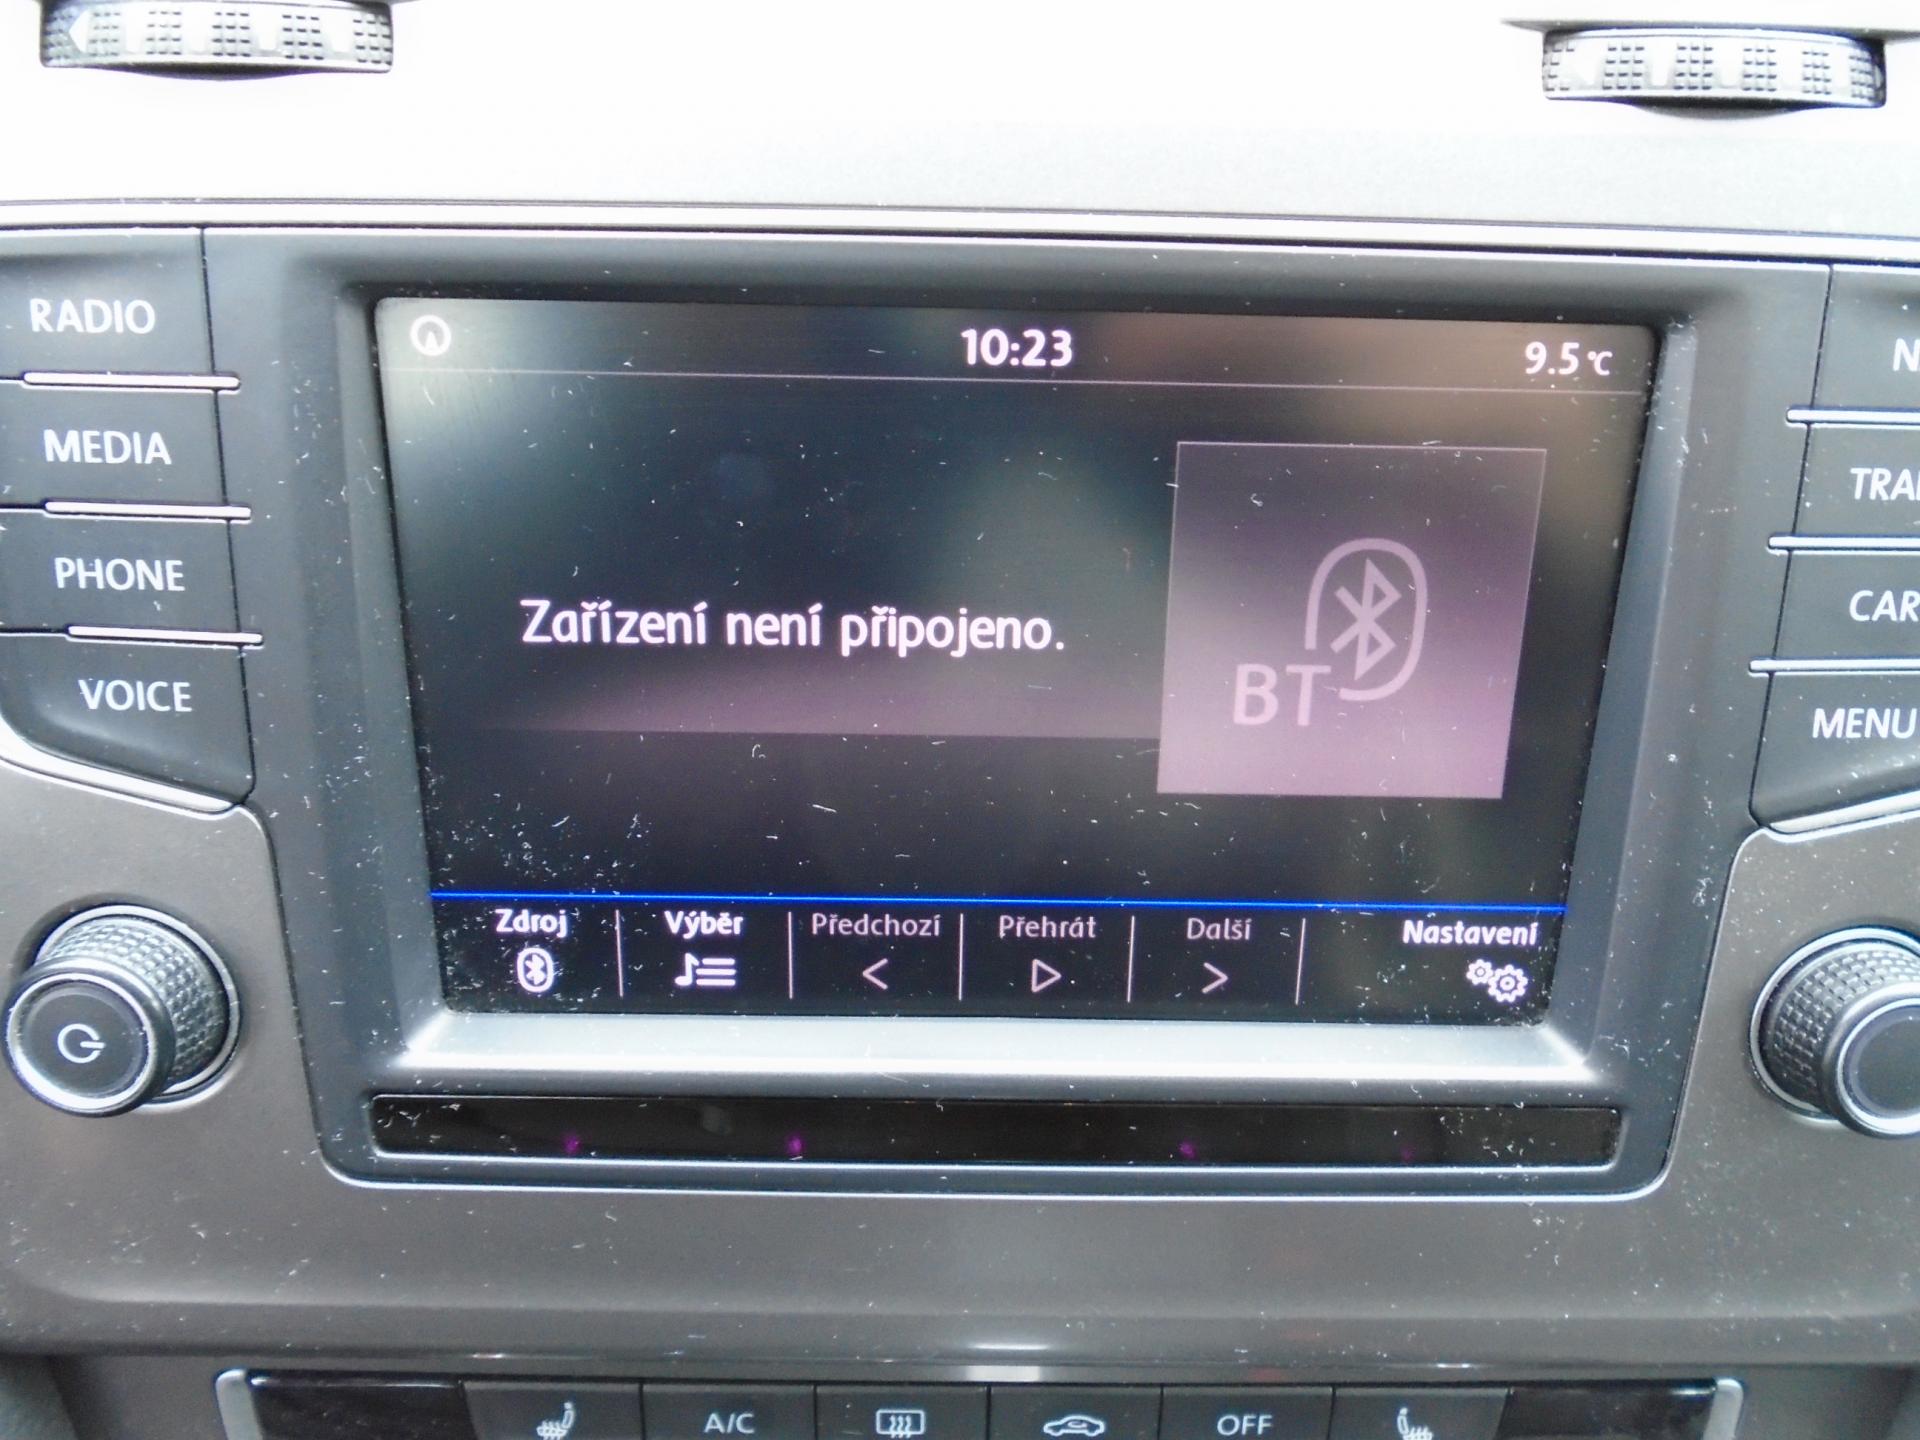 10:23
9.5 °C
RADIO
MEDIA
PHONE
VOICE
CAR
MENU
Zařízení není připojeno.
BT
Zdroj
Výběr
Předchozí
Přehrát
Další
Nastavení
A/C
OFF